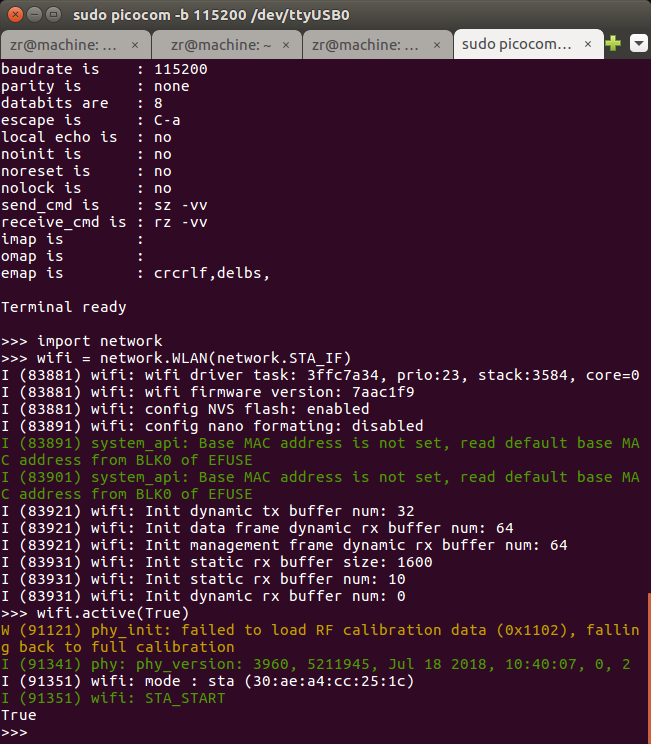 sudo picocom -b 115200 /dev/ttyUSB0
zr@machine: ... × zr@machine: ~ × zr@machine: ... × sudo picocom... ×
baudrate is    : 115200
parity is      : none
databits are   : 8
escape is      : C-a
local echo is  : no
noinit is      : no
noreset is     : no
nolock is      : no
send_cmd is    : sz -vv
receive_cmd is : rz -vv
imap is        :
omap is        :
emap is        : crcrlf,delbs,
Terminal ready
>>> import network
>>> wifi = network.WLAN(network.STA_IF)
I (83881) wifi: wifi driver task: 3ffc7a34, prio:23, stack:3584, core=0
I (83881) wifi: wifi firmware version: 7aac1f9
I (83881) wifi: config NVS flash: enabled
I (83891) wifi: config nano formating: disabled
I (83891) system_api: Base MAC address is not set, read default base MA
C address from BLK0 of EFUSE
I (83901) system_api: Base MAC address is not set, read default base MA
C address from BLK0 of EFUSE
I (83921) wifi: Init dynamic tx buffer num: 32
I (83921) wifi: Init data frame dynamic rx buffer num: 64
I (83921) wifi: Init management frame dynamic rx buffer num: 64
I (83931) wifi: Init static rx buffer size: 1600
I (83931) wifi: Init static rx buffer num: 10
I (83931) wifi: Init dynamic rx buffer num: 0
>>> wifi.active(True)
W (91121) phy_init: failed to load RF calibration data (0x1102), fallin
g back to full calibration
I (91341) phy: phy_version: 3960, 5211945, Jul 18 2018, 10:40:07, 0, 2
I (91351) wifi: mode : sta (30:ae:a4:cc:25:1c)
I (91351) wifi: STA_START
True
>>>